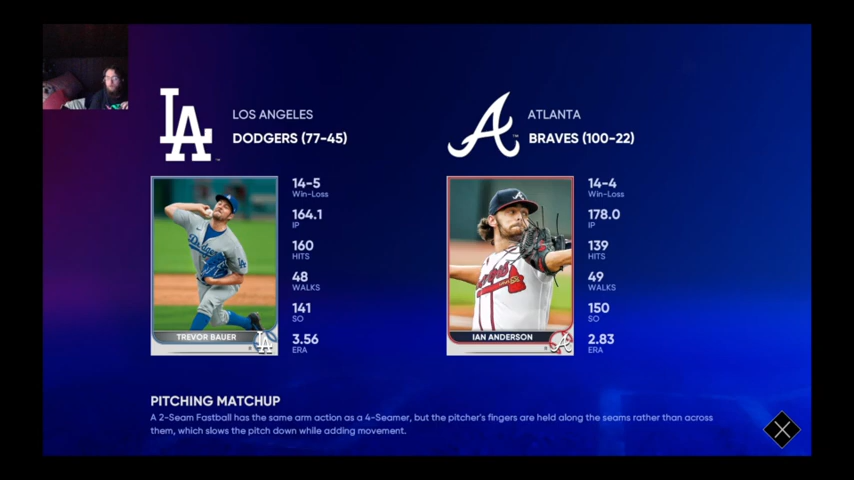 LOS ANGELES
DODGERS (77-45)
ATLANTA
BRAVES (100-22)
14-5
Win-Loss
164.1
IP
160
HITS
48
WALKS
141
SO
3.56
ERA
TREVOR BAUER
LA
14-4
Win-Loss
178.0
IP
139
HITS
49
WALKS
150
SO
2.83
ERA
IAN ANDERSON
A
PITCHING MATCHUP
A 2-Seam Fastball has the same arm action as a 4-Seamer, but the pitcher's fingers are held along the seams rather than across
them, which slows the pitch down while adding movement.